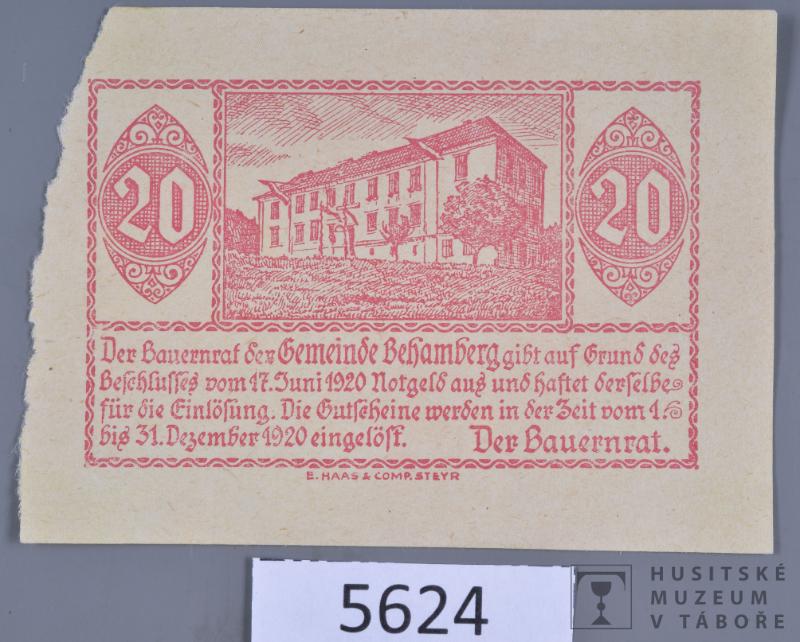 20 20
Der Bauernrat der Gemeinde Behamberg gibt auf Grund des
Beschlusses vom 17. Juni 1920 Notgeld aus und haftet derselbe
für die Einlösung. Die Gutscheine werden in der Zeit vom 1.
bis 31. Dezember 1920 eingelöst. Der Bauernrat.
E. HAAS & COMP. STEYR
5624
HUSITSKÉ
MUZEUM
V TÁBOŘE